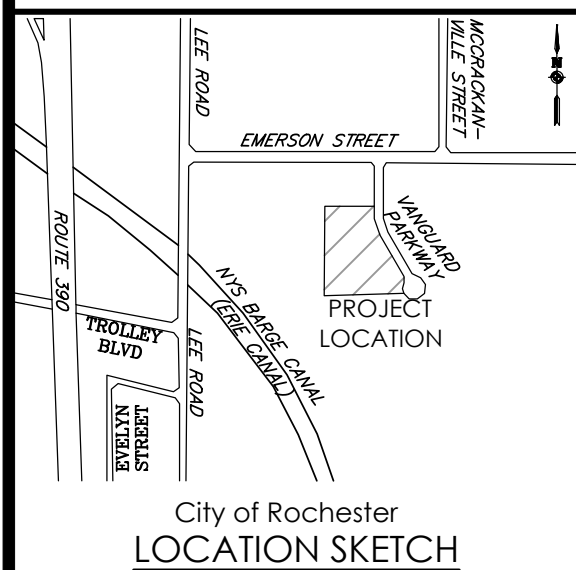 LEE ROAD
MCCRACKAN-
VILLE STREET
N
EMERSON STREET
ROUTE 390
VANGUARD
PARKWAY
NYS BARGE CANAL
(ERIE CANAL)
PROJECT
LOCATION
TROLLEY
BLVD
LEE ROAD
EVELYN
STREET
City of Rochester
LOCATION SKETCH